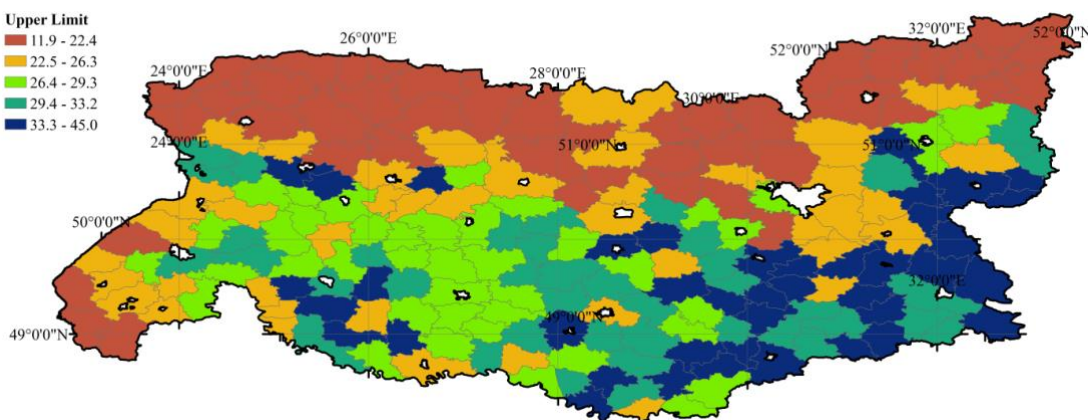 Upper Limit
11.9 - 22.4
22.5 - 26.3
26.4 - 29.3
29.4 - 33.2
33.3 - 45.0
24°0'0"E
26°0'0"E
28°0'0"E
30°0'0"E
52°0'0"N
32°0'0"E
52°0'0"N
24°0'0"E
51°0'0"N
51°0'0"N
50°0'0"N
32°0'0"E
49°0'0"N
49°0'0"N